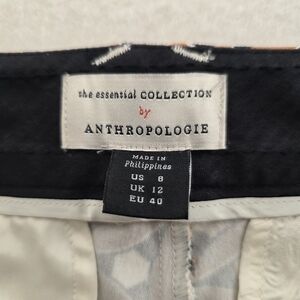 the essential COLLECTION
by
ANTHROPOLOGIE
MADE IN
Philippines
US 8
UK 12
EU 40